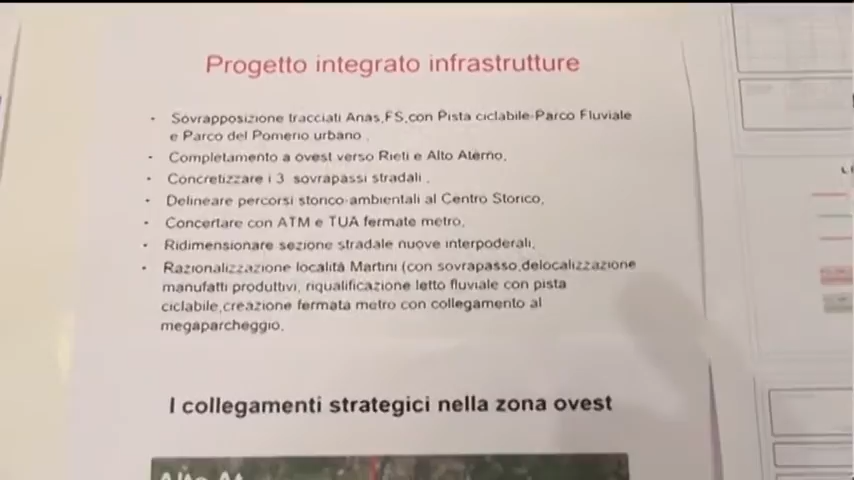 Progetto integrato infrastrutture
- Sovrapposizione tracciati Anas,FS,con Pista ciclabile-Parco Fluviale
e Parco del Pomerio urbano .
- Completamento a ovest verso Rieti e Alto Aterno,
- Concretizzare i 3 sovrapassi stradali .
- Delineare percorsi storico-ambientali al Centro Storico,
- Concertare con ATM e TUA fermate metro,
- Ridimensionare sezione stradale nuove interpoderali,
- Razionalizzazione località Martini (con sovrapasso,delocalizzazione
manufatti produttivi, riqualificazione letto fluviale con pista
ciclabile,creazione fermata metro con collegamento al
megaparcheggio,
I collegamenti strategici nella zona ovest
Alto